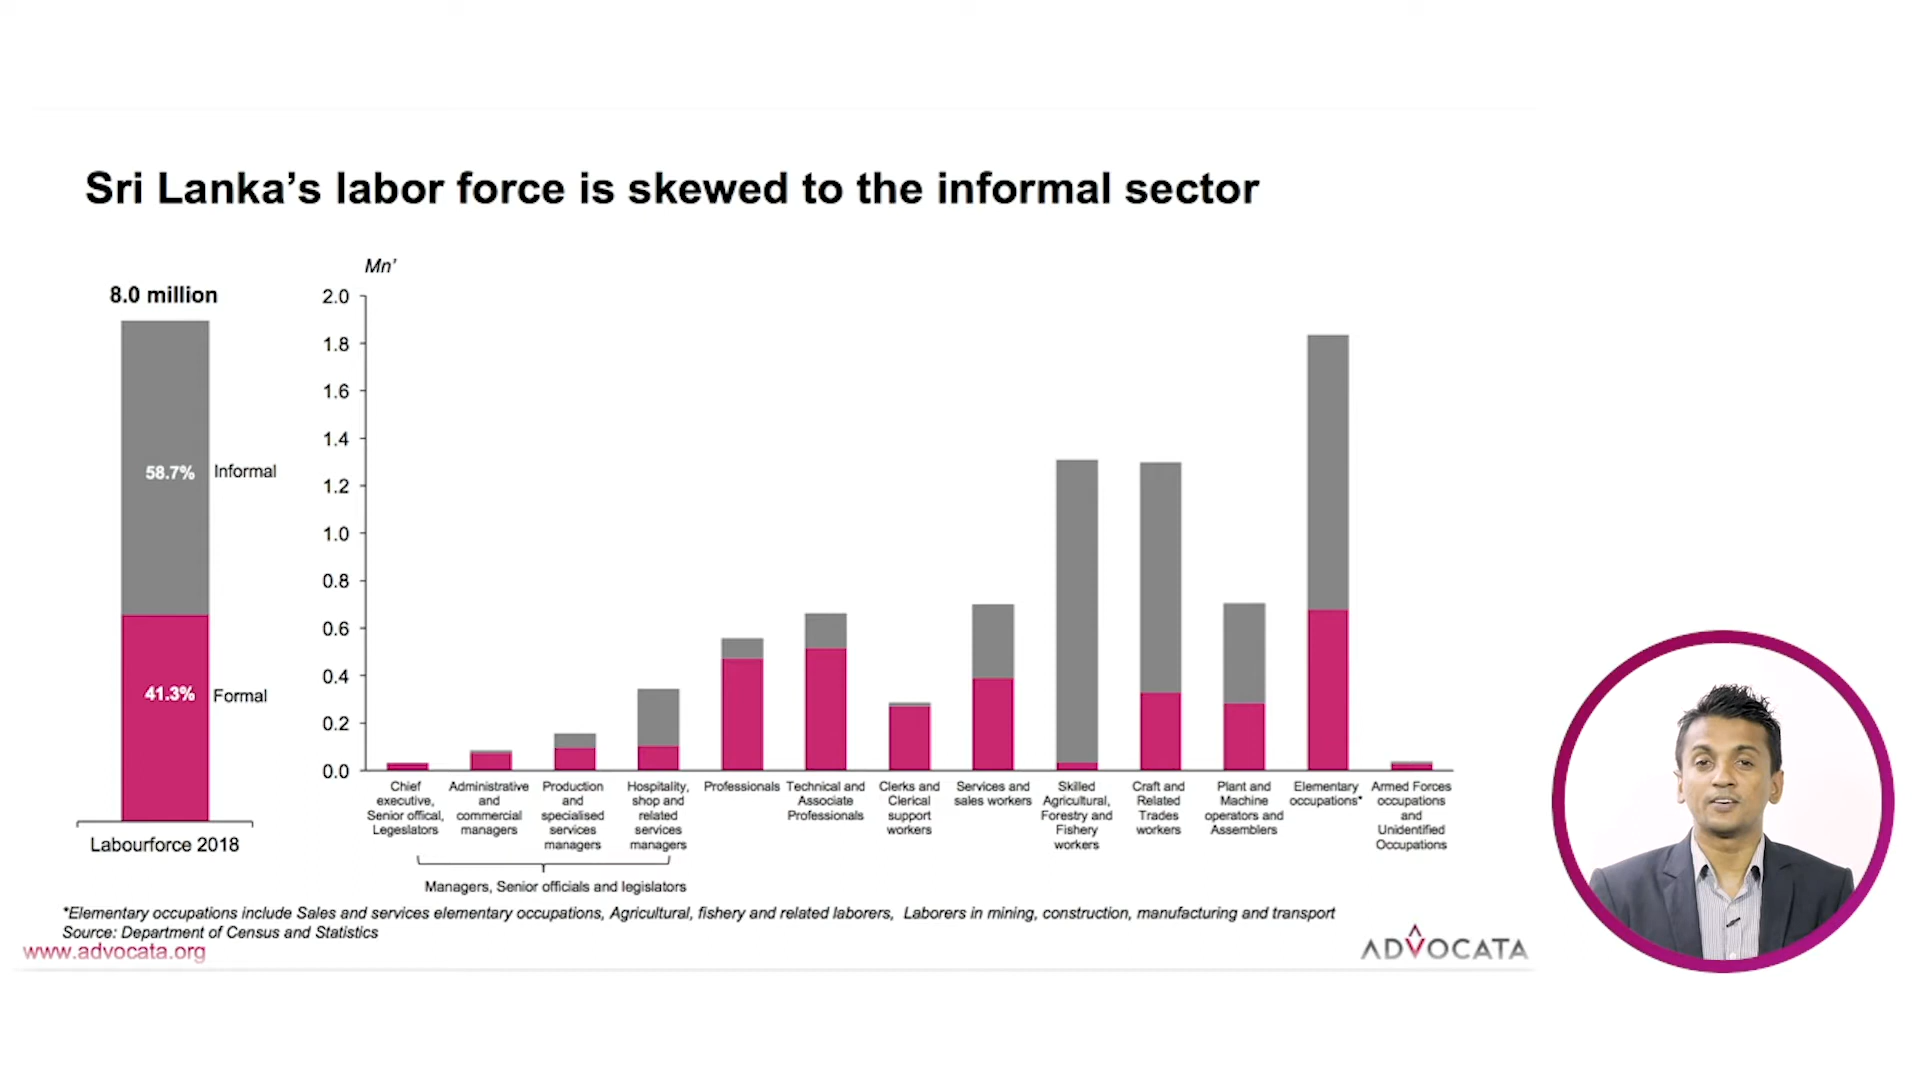 Sri Lanka’s labor force is skewed to the informal sector
8.0 million
58.7%
Informal
41.3%
Formal
Labourforce 2018
Mn’
2.0
1.8
1.6
1.4
1.2
1.0
0.8
0.6
0.4
0.2
0.0
Chief
executive,
Senior offical,
Legeslators
Administrative
and
commercial
managers
Production
and
specialised
services
managers
Hospitality,
shop and
related
services
managers
Professionals
Technical and
Associate
Professionals
Clerks and
Clerical
support
workers
Services and
sales workers
Skilled
Agricultural,
Forestry and
Fishery
workers
Craft and
Related
Trades
workers
Plant and
Machine
operators and
Assemblers
Elementary
occupations*
Armed Forces
occupations
and
Unidentified
Occupations
Managers, Senior officials and legislators
*Elementary occupations include Sales and services elementary occupations, Agricultural, fishery and related laborers, Laborers in mining, construction, manufacturing and transport
Source: Department of Census and Statistics
www.advocata.org
ADVOCATA